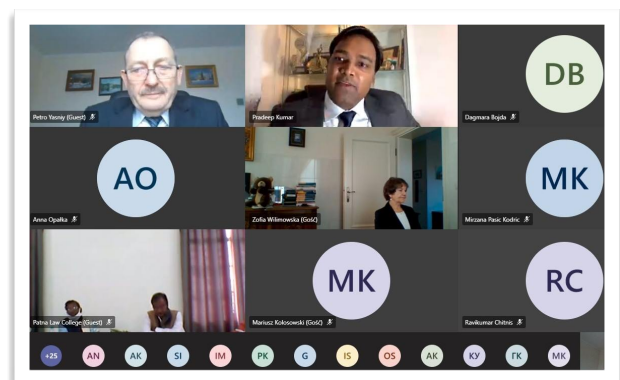 DB
Petro Yasniy (Guest)
Pradeep Kumar
Dagmara Bojda
AO
MK
Anna Opałka
Zofia Wilimowska (Gość)
Mirzana Pasic Kodric
MK
RC
Patna Law College (Guest)
Mariusz Kolosowski (Gość)
Ravikumar Chitnis
+25 AN AK SI IM PK G IS OS AK КУ ГК MK